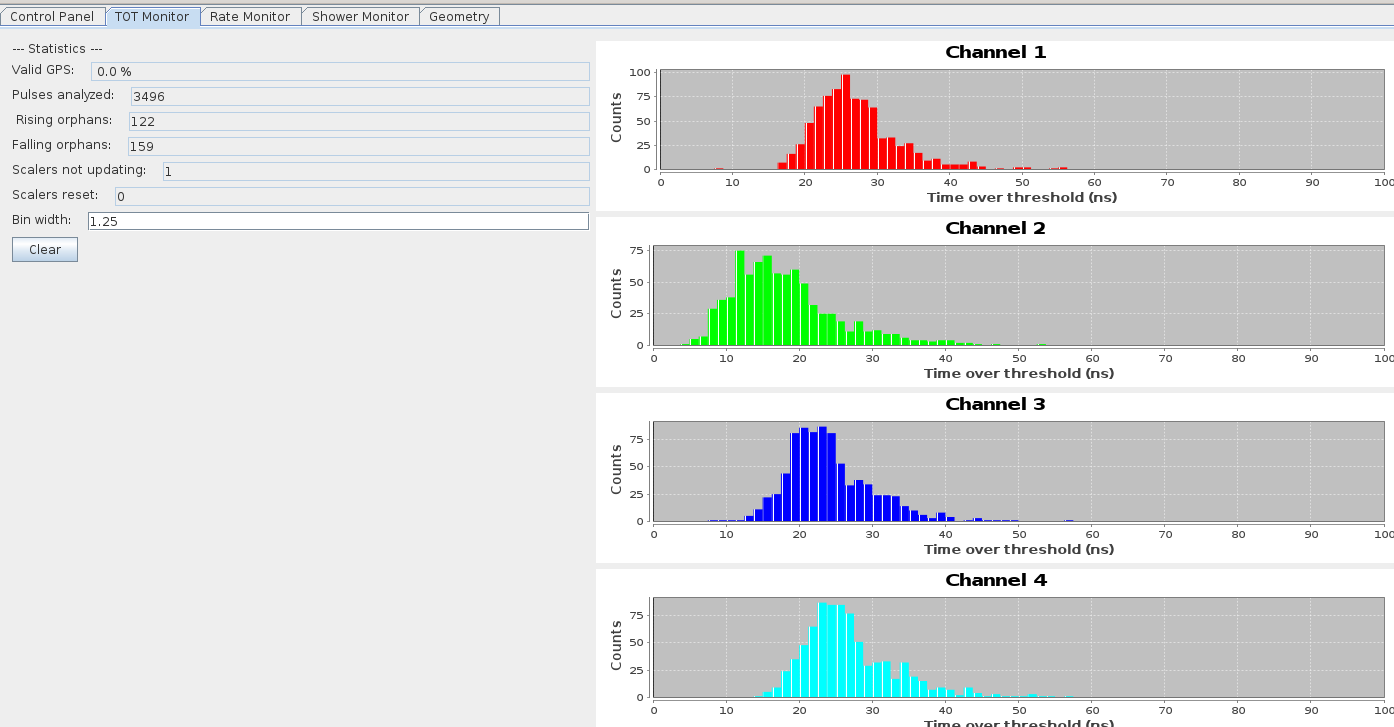 Control Panel TOT Monitor Rate Monitor Shower Monitor Geometry
--- Statistics ---
Valid GPS: 0.0 %
Pulses analyzed: 3496
Rising orphans: 122
Falling orphans: 159
Scalers not updating: 1
Scalers reset: 0
Bin width: 1.25
Clear
Channel 1
Counts
100
75
50
25
0
0 10 20 30 40 50 60 70 80 90 100
Time over threshold (ns)
Channel 2
Counts
75
50
25
0
0 10 20 30 40 50 60 70 80 90 100
Time over threshold (ns)
Channel 3
Counts
75
50
25
0
0 10 20 30 40 50 60 70 80 90 100
Time over threshold (ns)
Channel 4
Counts
75
50
25
0
0 10 20 30 40 50 60 70 80 90 100
Time over threshold (ns)